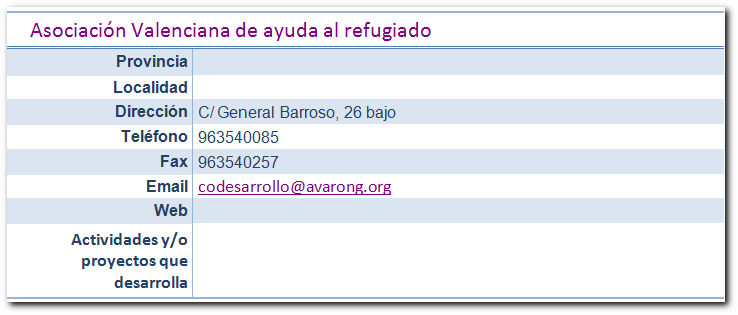 Asociación Valenciana de ayuda al refugiado
Provincia
Localidad
Dirección C/ General Barroso, 26 bajo
Teléfono 963540085
Fax 963540257
Email codesarrollo@avarong.org
Web
Actividades y/o
proyectos que
desarrolla